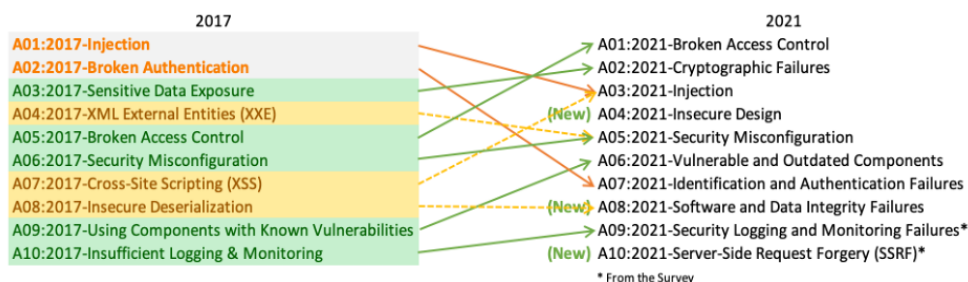 2017
A01:2017-Injection
A02:2017-Broken Authentication
A03:2017-Sensitive Data Exposure
A04:2017-XML External Entities (XXE)
A05:2017-Broken Access Control
A06:2017-Security Misconfiguration
A07:2017-Cross-Site Scripting (XSS)
A08:2017-Insecure Deserialization
A09:2017-Using Components with Known Vulnerabilities
A10:2017-Insufficient Logging & Monitoring
2021
A01:2021-Broken Access Control
A02:2021-Cryptographic Failures
A03:2021-Injection
(New) A04:2021-Insecure Design
A05:2021-Security Misconfiguration
A06:2021-Vulnerable and Outdated Components
A07:2021-Identification and Authentication Failures
(New) A08:2021-Software and Data Integrity Failures
A09:2021-Security Logging and Monitoring Failures*
(New) A10:2021-Server-Side Request Forgery (SSRF)*
* From the Survey